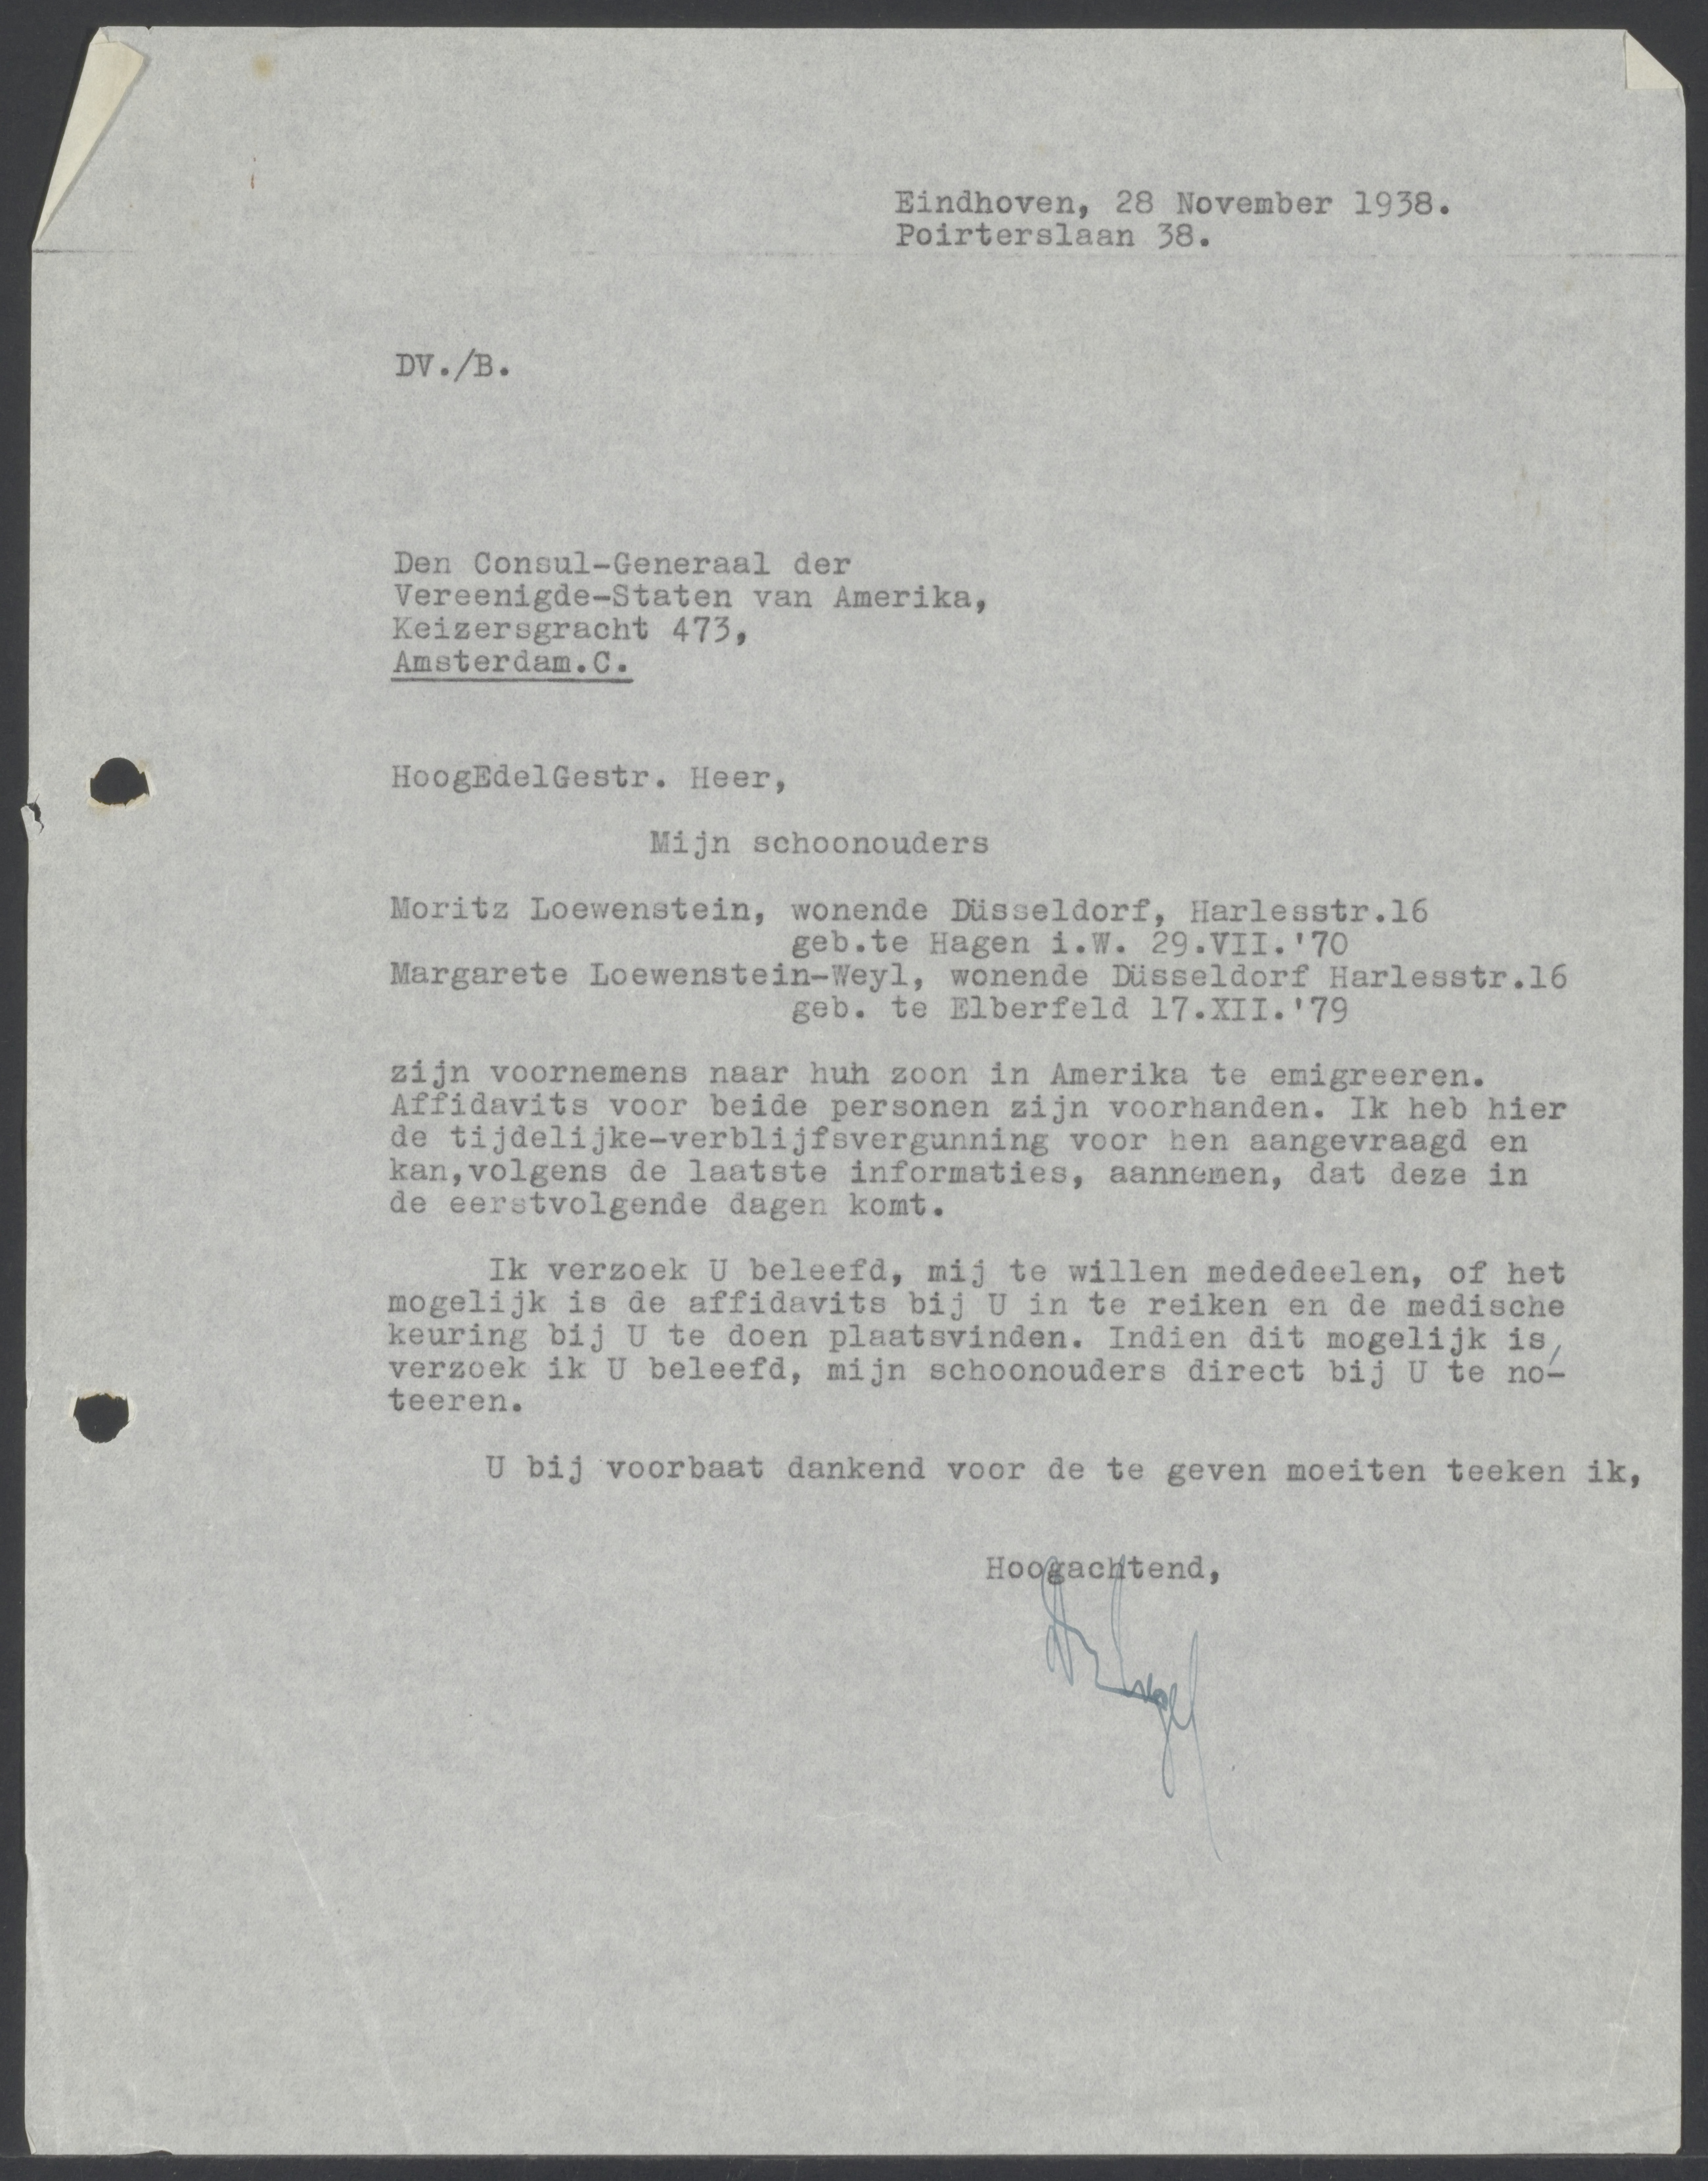 Eindhoven, 28 November 1938.
Poirterslaan 38.
DV./B.
Den Consul-Generaal der
Vereenigde-Staten van Amerika,
Keizersgracht 473,
Amsterdam.C.
HoogEdelGestr. Heer,
Mijn schoonouders
Moritz Loewenstein, wonende Düsseldorf, Harlesstr.16
geb.te Hagen i.W. 29.VII.'70
Margarete Loewenstein-Weyl, wonende Düsseldorf Harlesstr.16
geb. te Elberfeld 17.XII.'79
zijn voornemens naar huh zoon in Amerika te emigreeren.
Affidavits voor beide personen zijn voorhanden. Ik heb hier
de tijdelijke-verblijfsvergunning voor hen aangevraagd en
kan,volgens de laatste informaties, aannemen, dat deze in
de eerstvolgende dagen komt.
Ik verzoek U beleefd, mij te willen mededeelen, of het
mogelijk is de affidavits bij U in te reiken en de medische
keuring bij U te doen plaatsvinden. Indien dit mogelijk is,
verzoek ik U beleefd, mijn schoonouders direct bij U te no-
teeren.
U bij voorbaat dankend voor de te geven moeiten teeken ik,
Hoogachtend,